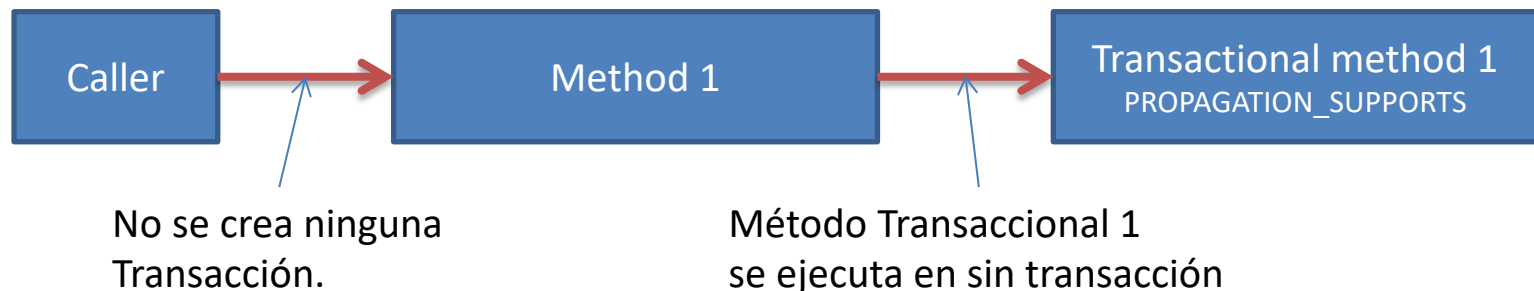 Caller
Method 1
Transactional method 1
PROPAGATION_SUPPORTS
No se crea ninguna
Transacción.
Método Transaccional 1
se ejecuta en sin transacción